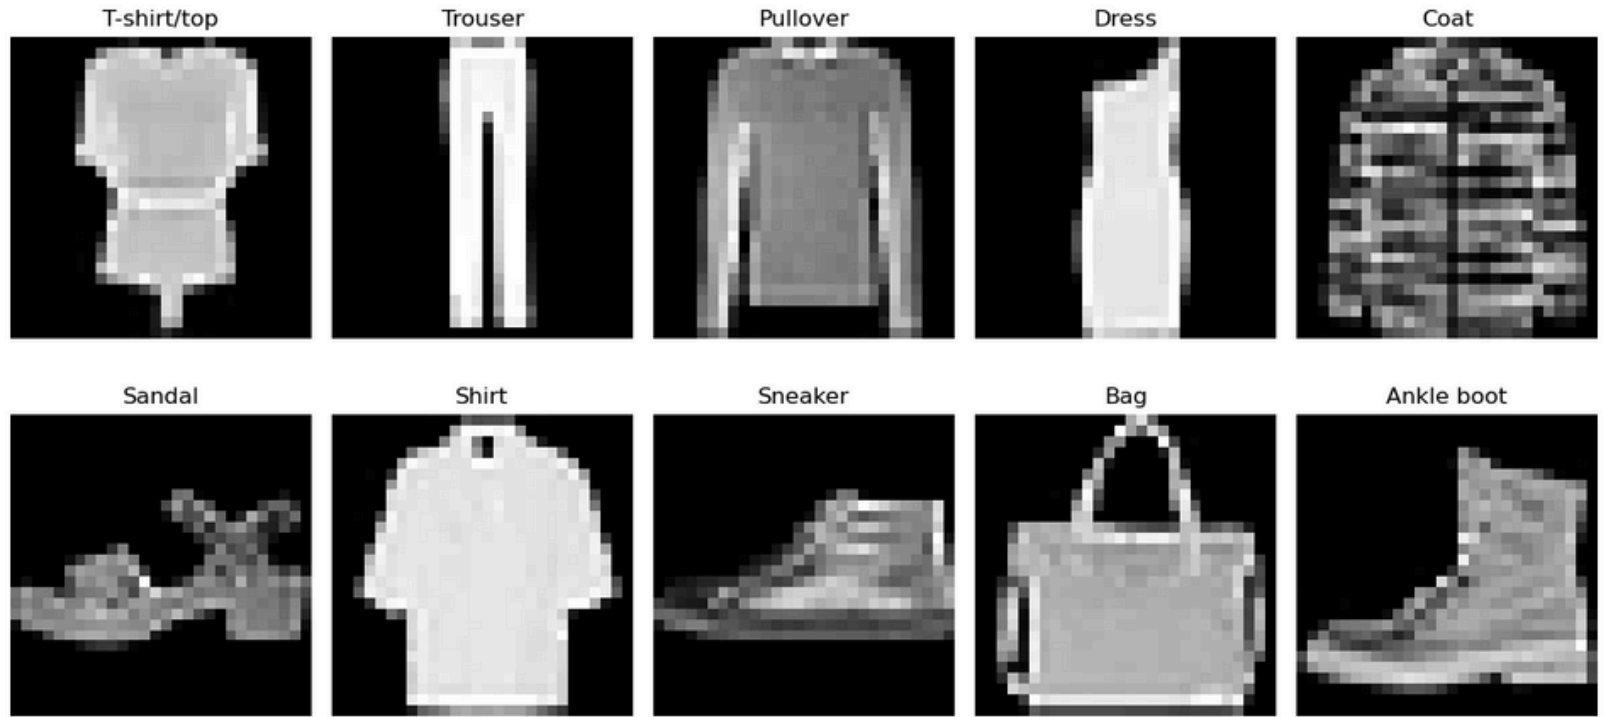 T-shirt/top
Trouser
Pullover
Dress
Coat
Sandal
Shirt
Sneaker
Bag
Ankle boot